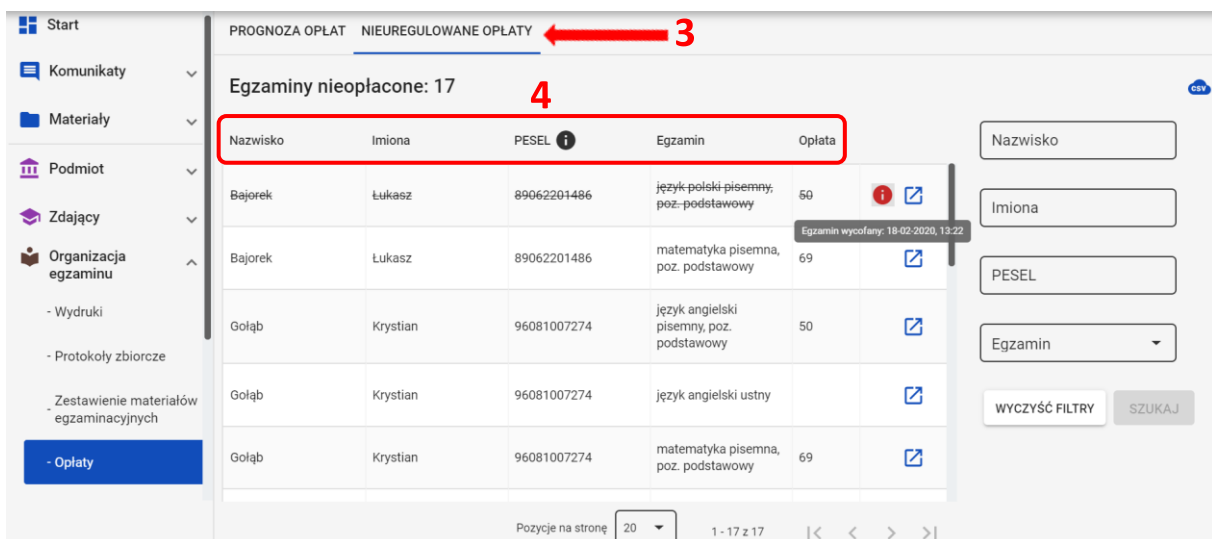 Start
Komunikaty
Materiały
Podmiot
Zdający
Organizacja
egzaminu
- Wydruki
- Protokoły zbiorcze
- Zestawienie materiałów
egzaminacyjnych
- Opłaty
PROGNOZA OPŁAT NIEUREGULOWANE OPŁATY 3
Egzaminy nieopłacone: 17
4
csv
Nazwisko Imiona PESEL i Egzamin Opłata
Bajorek Łukasz 89062201486 język polski pisemny,
poz. podstawowy 50 i
Egzamin wycofany: 18-02-2020, 13:22
Bajorek Łukasz 89062201486 matematyka pisemna,
poz. podstawowy 69
Gołąb Krystian 96081007274 język angielski
pisemny, poz.
podstawowy 50
Gołąb Krystian 96081007274 język angielski ustny
Gołąb Krystian 96081007274 matematyka pisemna,
poz. podstawowy 69
Pozycje na stronę 20 1 - 17 z 17 |< < > >|
Nazwisko
Imiona
PESEL
Egzamin
WYCZYŚĆ FILTRY SZUKAJ